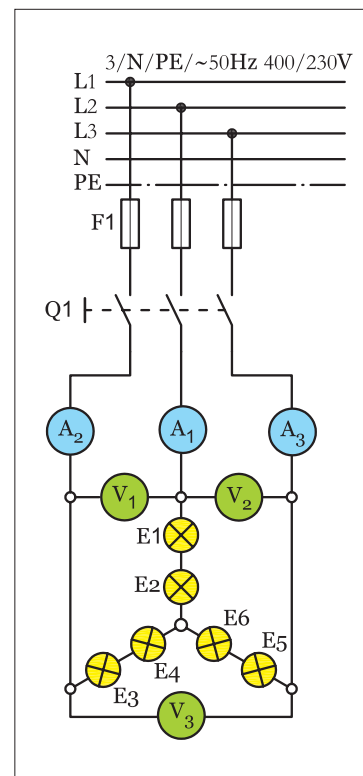 3/N/PE/~50Hz 400/230V
L1
L2
L3
N
PE
F1
Q1
A2 A1 A3
V1 V2
E1
E2
E6
E5
E4
E3
V3